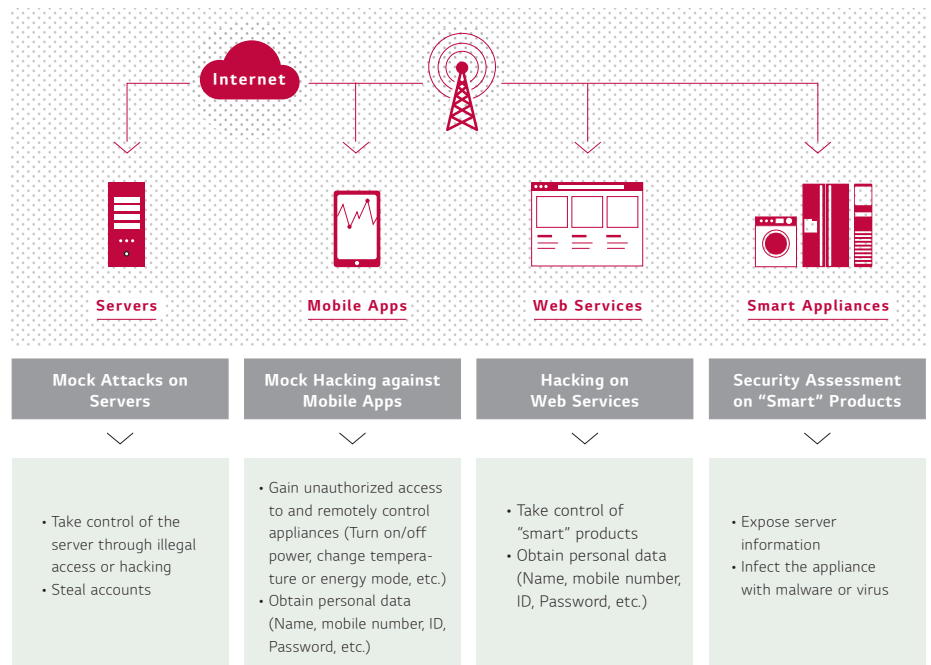 Internet
Servers
Mobile Apps
Web Services
Smart Appliances
Mock Attacks on
Servers
Mock Hacking against
Mobile Apps
Hacking on
Web Services
Security Assessment
on “Smart” Products
• Take control of the
server through illegal
access or hacking
• Steal accounts
• Gain unauthorized access
to and remotely control
appliances (Turn on/off
power, change tempera-
ture or energy mode, etc.)
• Obtain personal data
(Name, mobile number, ID,
Password, etc.)
• Take control of
“smart” products
• Obtain personal data
(Name, mobile number,
ID, Password, etc.)
• Expose server
information
• Infect the appliance
with malware or virus